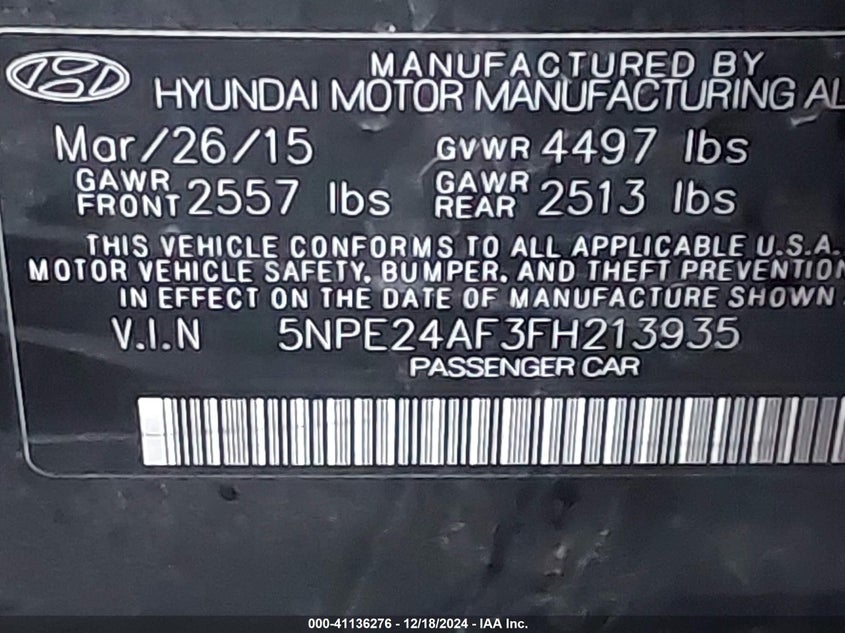 MANUFACTURED BY
HYUNDAI MOTOR MANUFACTURING AL
Mar/26/15 GVWR 4497 lbs
GAWR FRONT 2557 lbs GAWR REAR 2513 lbs
THIS VEHICLE CONFORMS TO ALL APPLICABLE U.S.A.
MOTOR VEHICLE SAFETY, BUMPER, AND THEFT PREVENTION
IN EFFECT ON THE DATE OF MANUFACTURE SHOWN
V.I.N 5NPE24AF3FH213935
PASSENGER CAR
000-41136276 - 12/18/2024 - IAA Inc.